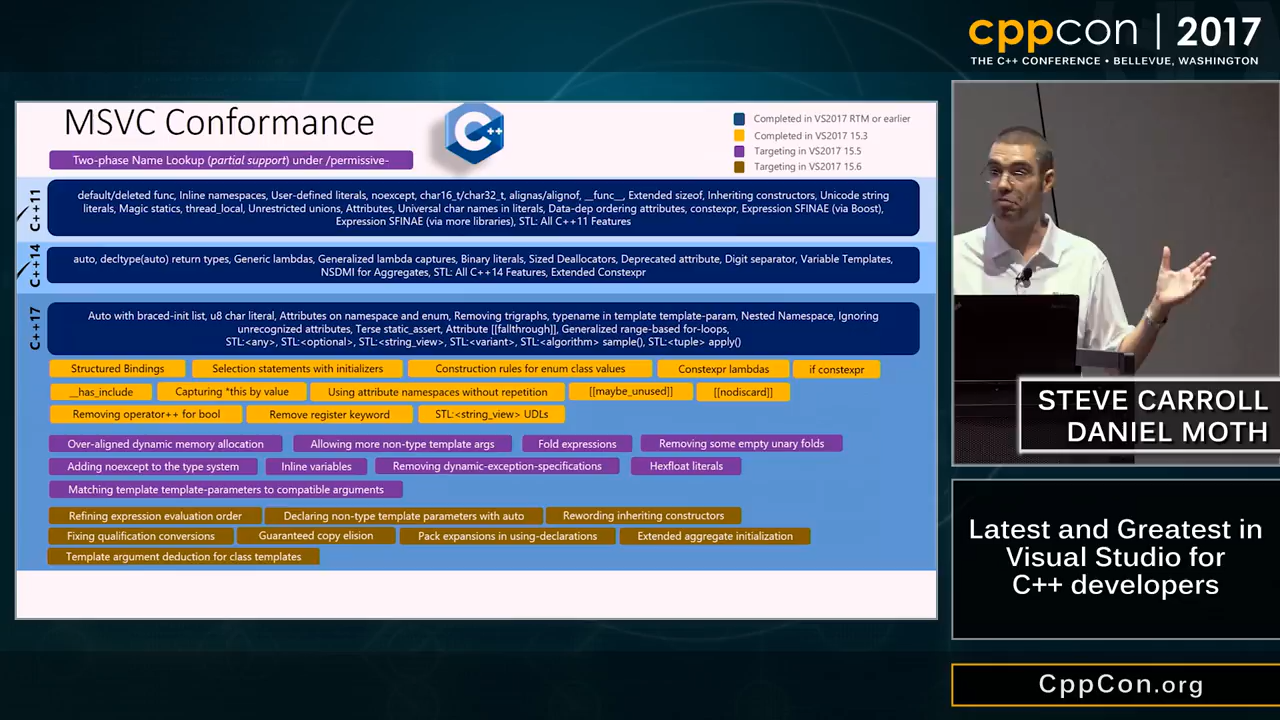 cppcon | 2017
THE C++ CONFERENCE • BELLEVUE, WASHINGTON
MSVC Conformance
C++
Completed in VS2017 RTM or earlier
Completed in VS2017 15.3
Targeting in VS2017 15.5
Targeting in VS2017 15.6
Two-phase Name Lookup (partial support) under /permissive-
C++11
default/deleted func, Inline namespaces, User-defined literals, noexcept, char16_t/char32_t, alignas/alignof, __func__, Extended sizeof, Inheriting constructors, Unicode string
literals, Magic statics, thread_local, Unrestricted unions, Attributes, Universal char names in literals, Data-dep ordering attributes, constexpr, Expression SFINAE (via Boost),
Expression SFINAE (via more libraries), STL: All C++11 Features
C++14
auto, decltype(auto) return types, Generic lambdas, Generalized lambda captures, Binary literals, Sized Deallocators, Deprecated attribute, Digit separator, Variable Templates,
NSDMI for Aggregates, STL: All C++14 Features, Extended Constexpr
C++17
Auto with braced-init list, u8 char literal, Attributes on namespace and enum, Removing trigraphs, typename in template template-param, Nested Namespace, Ignoring
unrecognized attributes, Terse static_assert, Attribute [[fallthrough]], Generalized range-based for-loops,
STL:<any>, STL:<optional>, STL:<string_view>, STL:<variant>, STL:<algorithm> sample(), STL:<tuple> apply()
Structured Bindings Selection statements with initializers Construction rules for enum class values Constexpr lambdas if constexpr
__has_include Capturing *this by value Using attribute namespaces without repetition [[maybe_unused]] [[nodiscard]]
Removing operator++ for bool Remove register keyword STL:<string_view> UDLs
Over-aligned dynamic memory allocation Allowing more non-type template args Fold expressions Removing some empty unary folds
Adding noexcept to the type system Inline variables Removing dynamic-exception-specifications Hexfloat literals
Matching template template-parameters to compatible arguments
Refining expression evaluation order Declaring non-type template parameters with auto Rewording inheriting constructors
Fixing qualification conversions Guaranteed copy elision Pack expansions in using-declarations Extended aggregate initialization
Template argument deduction for class templates
STEVE CARROLL
DANIEL MOTH
Latest and Greatest in
Visual Studio for
C++ developers
CppCon.org